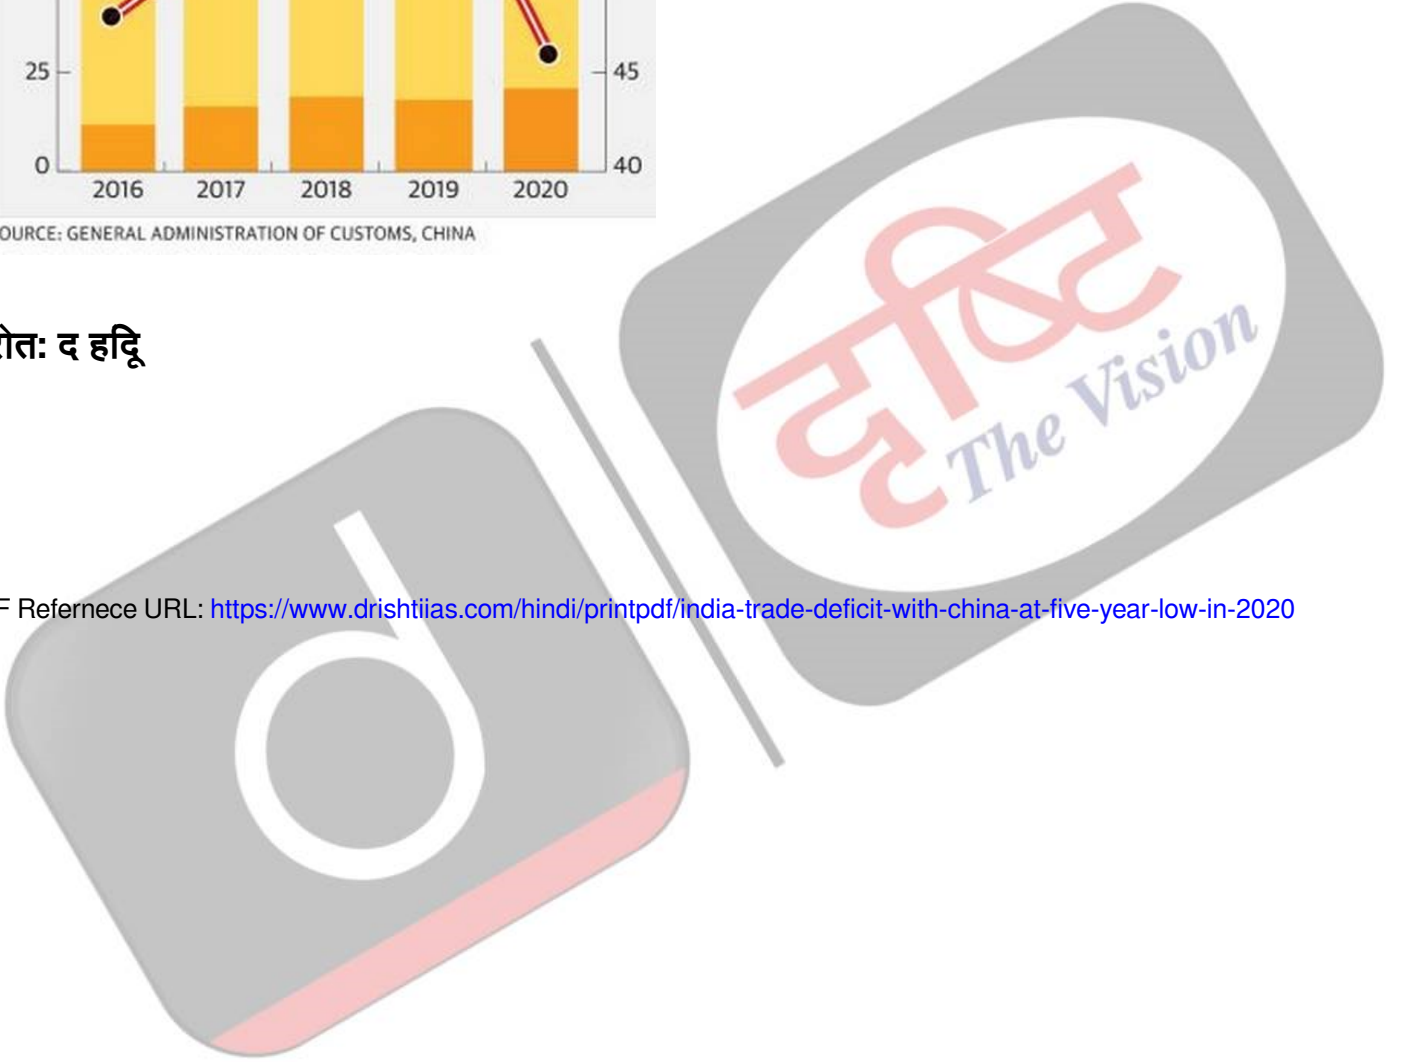 25
45
0
40
2016 2017 2018 2019 2020
OURCE: GENERAL ADMINISTRATION OF CUSTOMS, CHINA
दृष्टि
The Vision
रोत: द हिंदू
d
F Refernece URL: https://www.drishtiias.com/hindi/printpdf/india-trade-deficit-with-china-at-five-year-low-in-2020